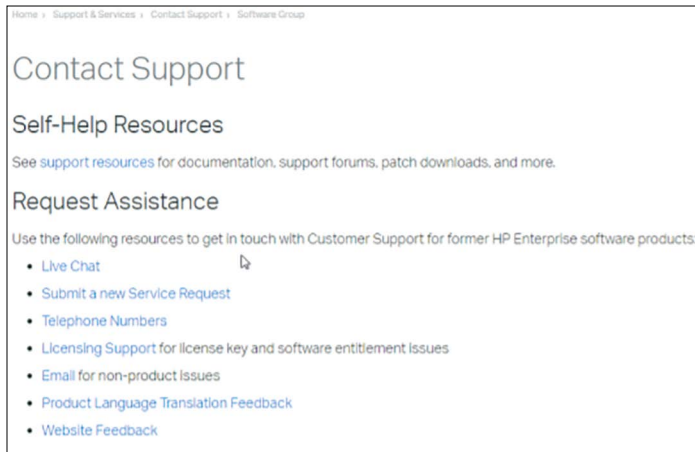 Home › Support & Services › Contact Support › Software Group
Contact Support
Self-Help Resources
See support resources for documentation, support forums, patch downloads, and more.
Request Assistance
Use the following resources to get in touch with Customer Support for former HP Enterprise software products
• Live Chat
• Submit a new Service Request
• Telephone Numbers
• Licensing Support for license key and software entitlement issues
• Email for non-product issues
• Product Language Translation Feedback
• Website Feedback